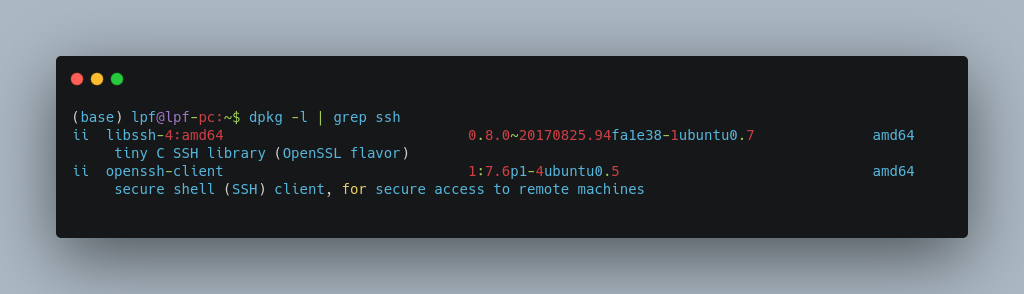 (base) lpf@lpf-pc:~$ dpkg -l | grep ssh
ii  libssh-4:amd64                             0.8.0~20170825.94fa1e38-1ubuntu0.7              amd64
     tiny C SSH library (OpenSSL flavor)
ii  openssh-client                             1:7.6p1-4ubuntu0.5                              amd64
     secure shell (SSH) client, for secure access to remote machines